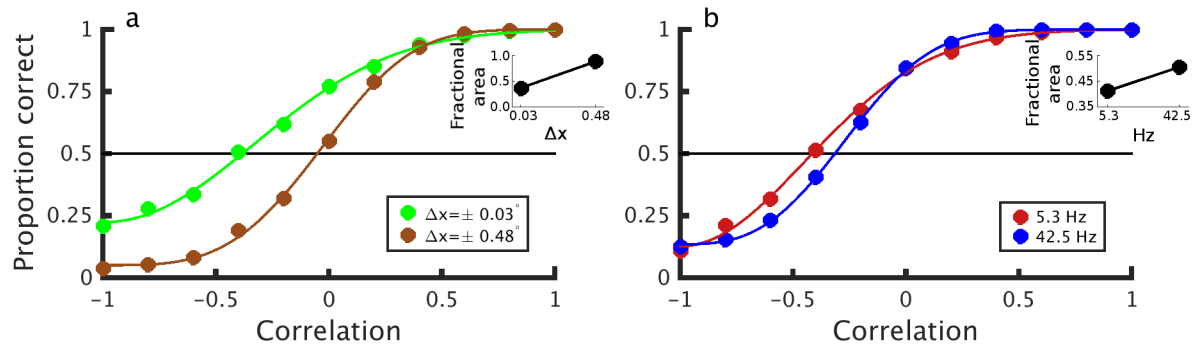 a
Proportion correct
1
0.75
0.5
0.25
0
−1
−0.5
0
0.5
1
Correlation
Δx=± 0.03°
Δx=± 0.48°
Fractional
area
1.0
0.5
0.0
0.03
0.48
Δx
b
1
0.75
0.5
0.25
0
−1
−0.5
0
0.5
1
Correlation
5.3 Hz
42.5 Hz
Fractional
area
0.55
0.45
0.35
5.3
42.5
Hz